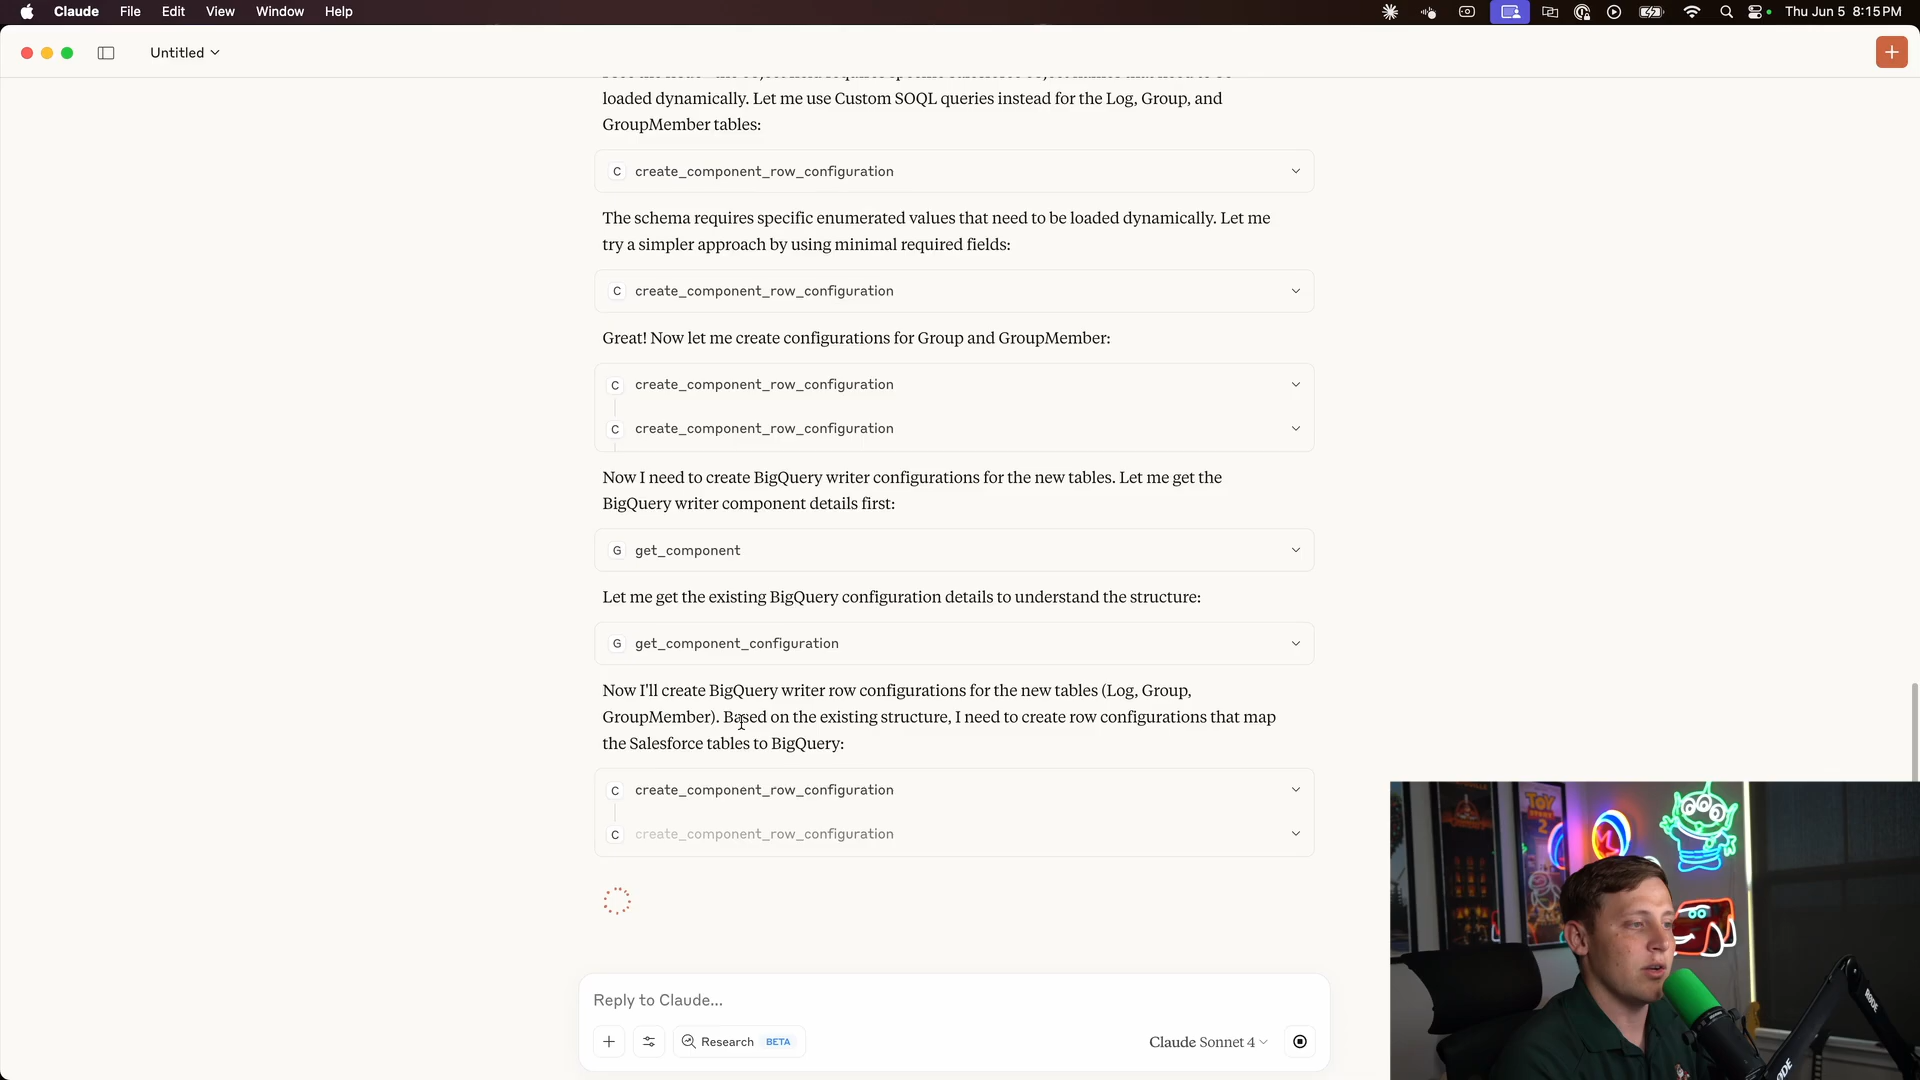 Claude File Edit View Window Help
Thu Jun 5 8:15 PM
Untitled
loaded dynamically. Let me use Custom SOQL queries instead for the Log, Group, and
GroupMember tables:
C create_component_row_configuration
The schema requires specific enumerated values that need to be loaded dynamically. Let me
try a simpler approach by using minimal required fields:
C create_component_row_configuration
Great! Now let me create configurations for Group and GroupMember:
C create_component_row_configuration
C create_component_row_configuration
Now I need to create BigQuery writer configurations for the new tables. Let me get the
BigQuery writer component details first:
G get_component
Let me get the existing BigQuery configuration details to understand the structure:
G get_component_configuration
Now I'll create BigQuery writer row configurations for the new tables (Log, Group,
GroupMember). Based on the existing structure, I need to create row configurations that map
the Salesforce tables to BigQuery:
C create_component_row_configuration
C create_component_row_configuration
TOY
STORY
2
RODE
RODE
Reply to Claude...
Research BETA
Claude Sonnet 4